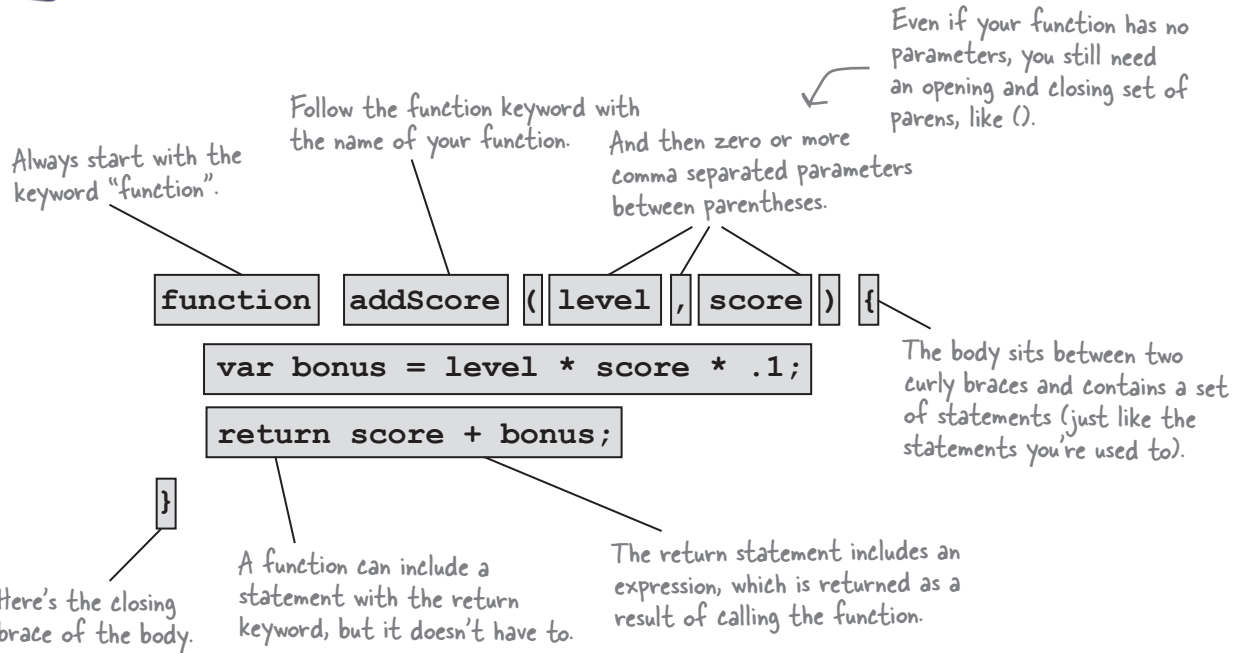 Even if your function has no
parameters, you still need
an opening and closing set of
parens, like ().
Follow the function keyword with
the name of your function.
And then zero or more
comma separated parameters
between parentheses.
Always start with the
keyword “function”.
function addScore ( level , score ) {
var bonus = level * score * .1;
return score + bonus;
}
The body sits between two
curly braces and contains a set
of statements (just like the
statements you're used to).
Here's the closing
brace of the body.
A function can include a
statement with the return
keyword, but it doesn't have to.
The return statement includes an
expression, which is returned as a
result of calling the function.